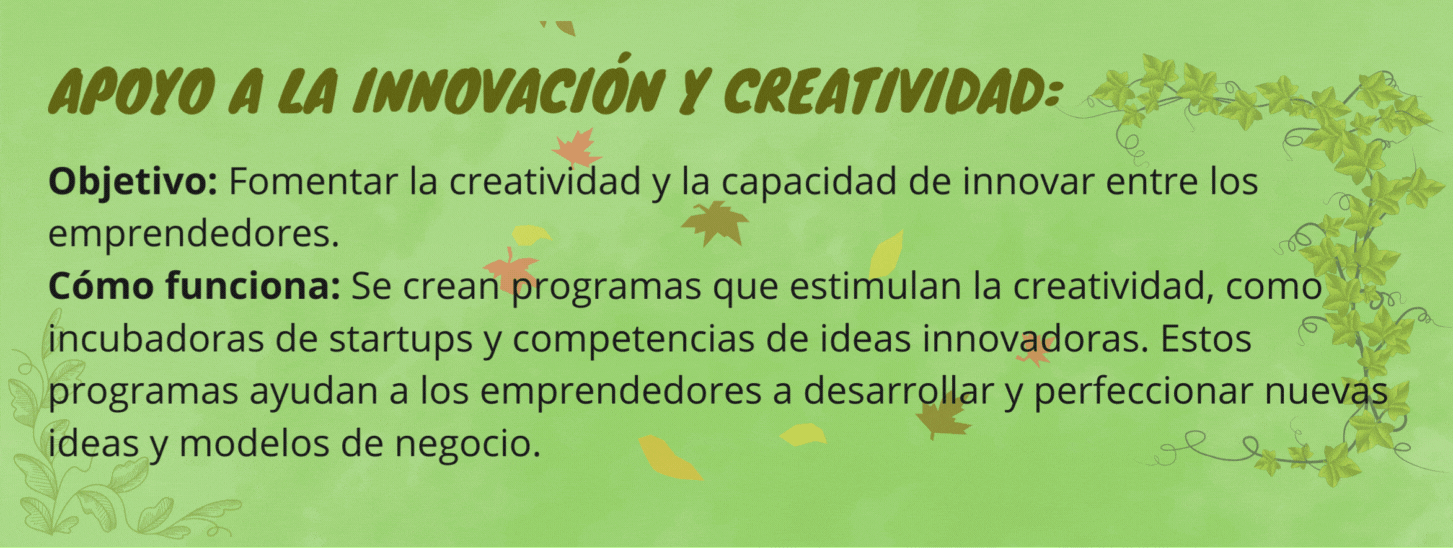 APOYO A LA INNOVACIÓN Y CREATIVIDAD:
Objetivo: Fomentar la creatividad y la capacidad de innovar entre los
emprendedores.
Cómo funciona: Se crean programas que estimulan la creatividad, como
incubadoras de startups y competencias de ideas innovadoras. Estos
programas ayudan a los emprendedores a desarrollar y perfeccionar nuevas
ideas y modelos de negocio.